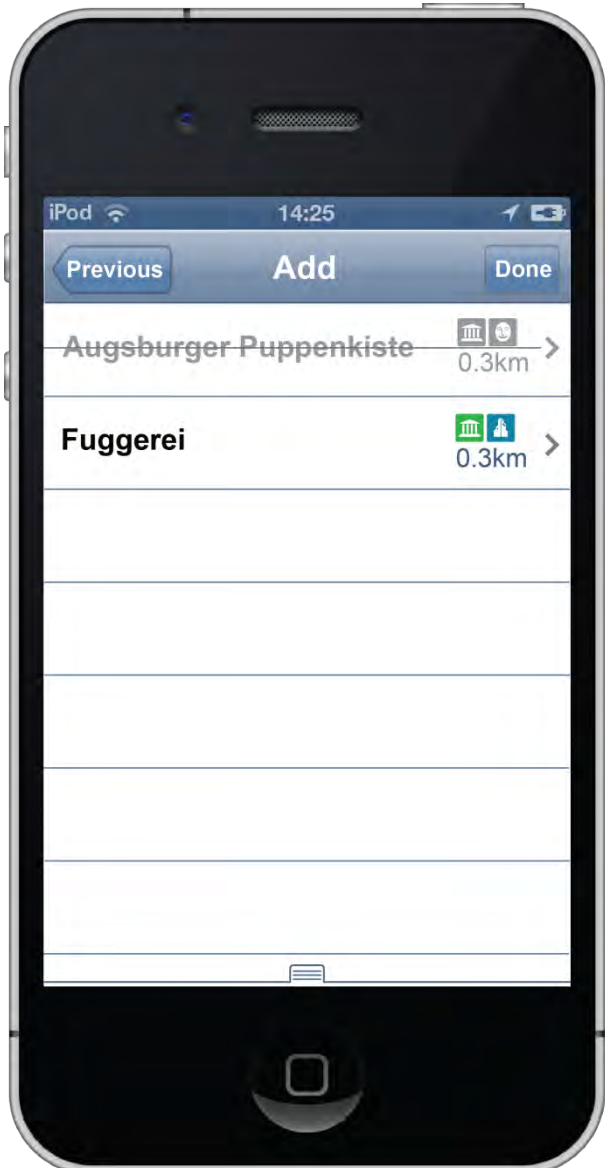 iPod
14:25
Previous
Add
Done
Augsburger Puppenkiste
0.3km
Fuggerei
0.3km